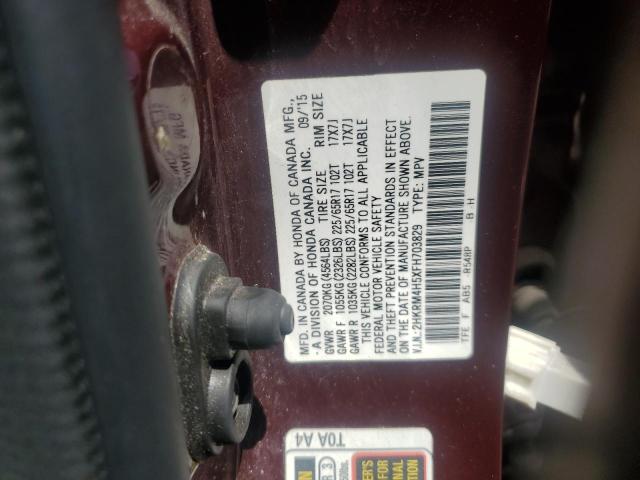 MFD. IN CANADA BY HONDA OF CANADA MFG.,
-A DIVISION OF HONDA CANADA INC. 09/'15
GVWR 2070KG(4564LBS) TIRE SIZE RIM SIZE
GAWR F 1055KG(2326LBS) 225/65R17 102T 17X7J
GAWR R 1035KG(2282LBS) 225/65R17 102T 17X7J
THIS VEHICLE CONFORMS TO ALL APPLICABLE
FEDERAL MOTOR VEHICLE SAFETY
AND THEFT PREVENTION STANDARDS IN EFFECT
ON THE DATE OF MANUFACTURE SHOWN ABOVE.
V.I.N.: 2HKRM4H5XFH703829 TYPE: MPV
TFE F AB5 R548P B H
T0A A4